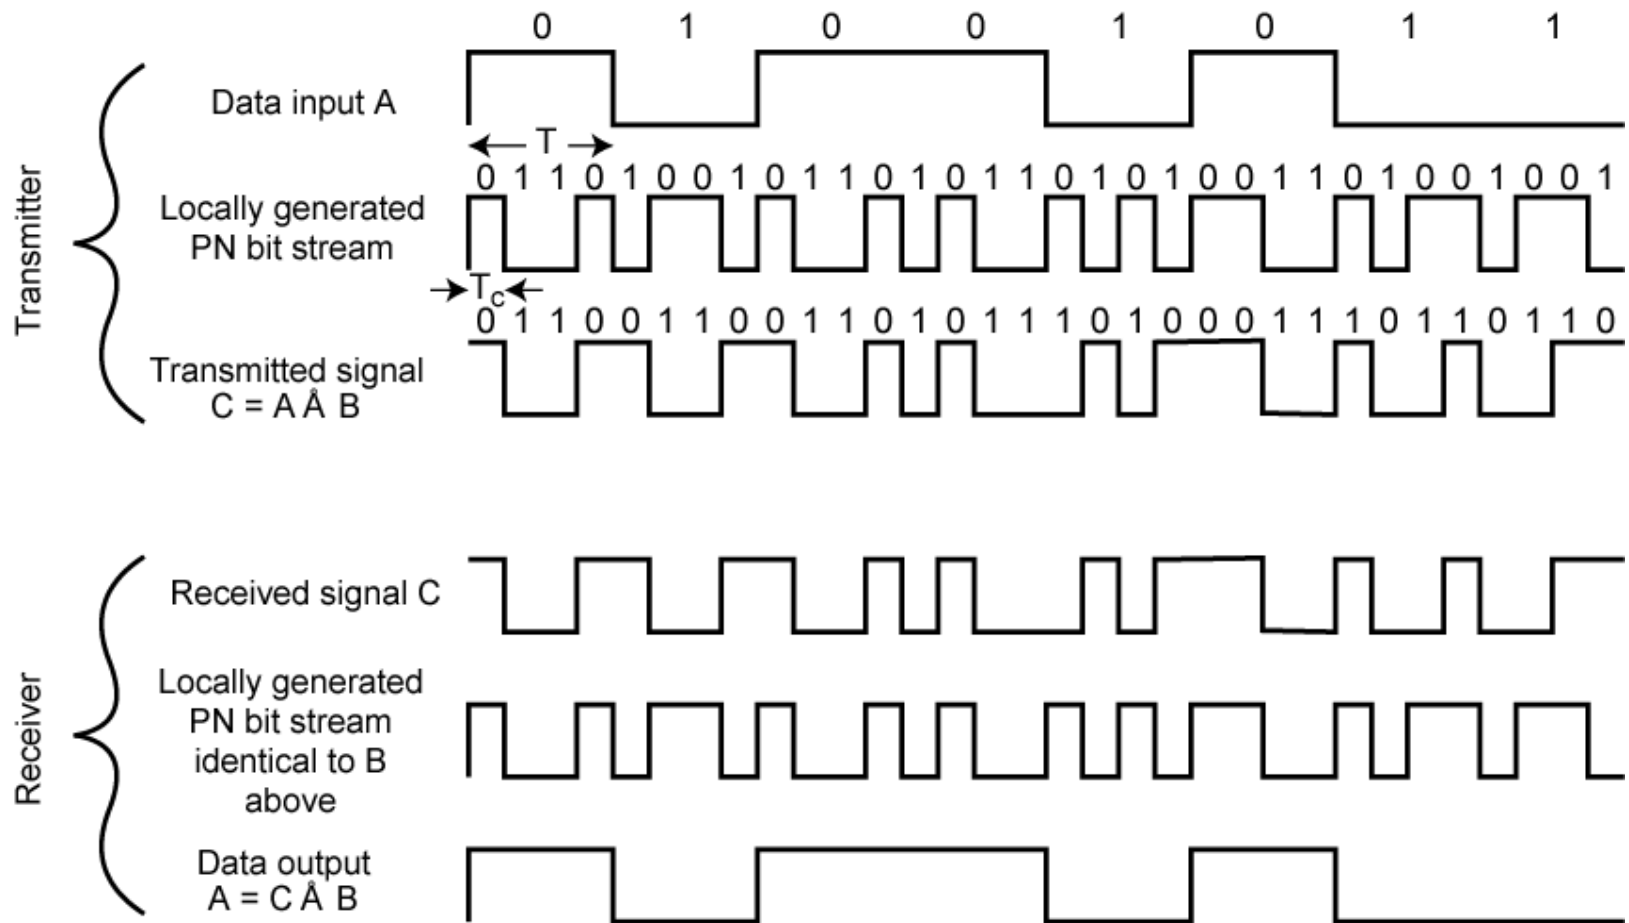 0 1 0 0 1 0 1 1
Data input A
T
0 1 1 0 1 0 0 1 0 1 1 0 1 0 1 1 0 1 0 1 0 0 1 1 0 1 0 0 1 0 0 1
Locally generated
PN bit stream
Tc
0 1 1 0 0 1 1 0 0 1 1 0 1 0 1 1 1 0 1 0 0 0 1 1 1 0 1 1 0 1 1 0
Transmitted signal
C = A Å B
Transmitter
Received signal C
Locally generated
PN bit stream
identical to B
above
Data output
A = C Å B
Receiver